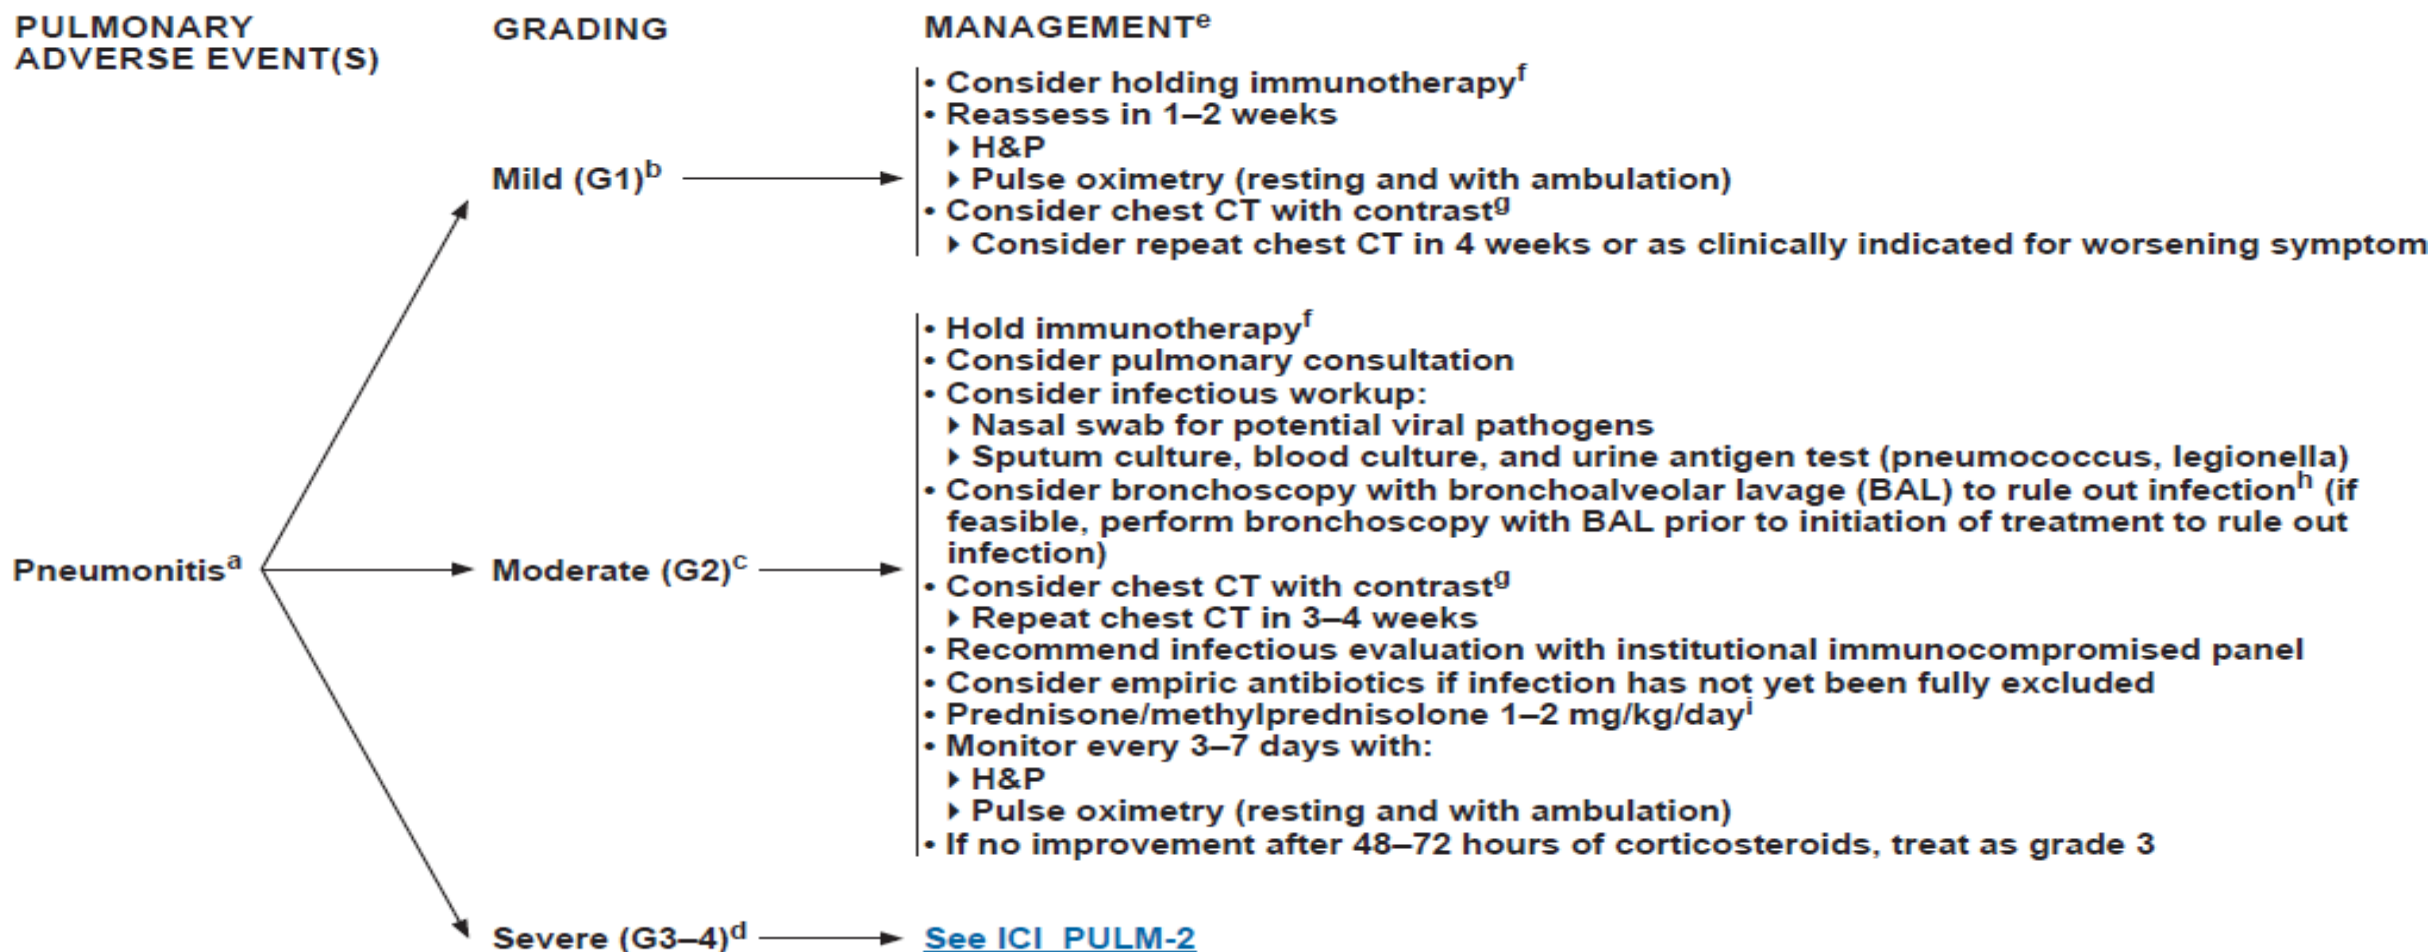 PULMONARY
ADVERSE EVENT(S)
GRADING
MANAGEMENTe
Mild (G1)b
• Consider holding immunotherapyf
• Reassess in 1–2 weeks
‣ H&P
‣ Pulse oximetry (resting and with ambulation)
• Consider chest CT with contrastg
‣ Consider repeat chest CT in 4 weeks or as clinically indicated for worsening symptom
Pneumonitisa
Moderate (G2)c
• Hold immunotherapyf
• Consider pulmonary consultation
• Consider infectious workup:
‣ Nasal swab for potential viral pathogens
‣ Sputum culture, blood culture, and urine antigen test (pneumococcus, legionella)
• Consider bronchoscopy with bronchoalveolar lavage (BAL) to rule out infectionh (if
feasible, perform bronchoscopy with BAL prior to initiation of treatment to rule out
infection)
• Consider chest CT with contrastg
‣ Repeat chest CT in 3–4 weeks
• Recommend infectious evaluation with institutional immunocompromised panel
• Consider empiric antibiotics if infection has not yet been fully excluded
• Prednisone/methylprednisolone 1–2 mg/kg/dayi
• Monitor every 3–7 days with:
‣ H&P
‣ Pulse oximetry (resting and with ambulation)
• If no improvement after 48–72 hours of corticosteroids, treat as grade 3
Severe (G3–4)d
See ICI_PULM-2